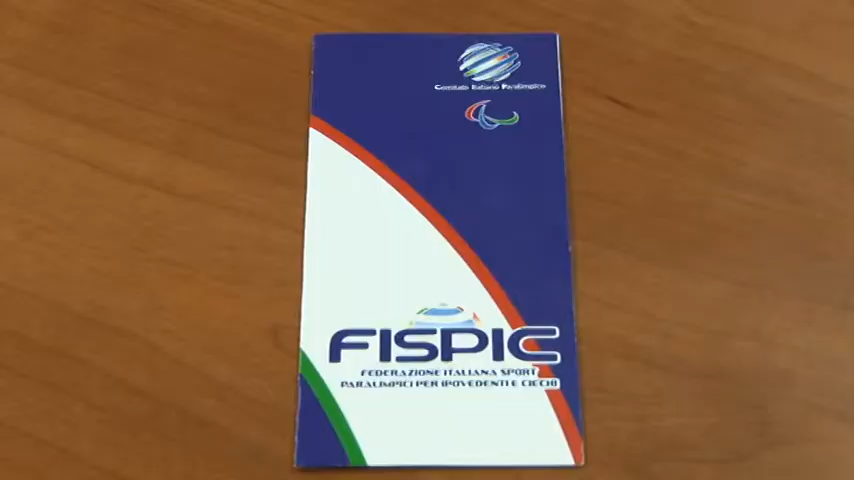 Comitato Italiano Paralimpico
FISPIC
FEDERAZIONE ITALIANA SPORT
PARALIMPICI PER IPOVEDENTI E CIECHI